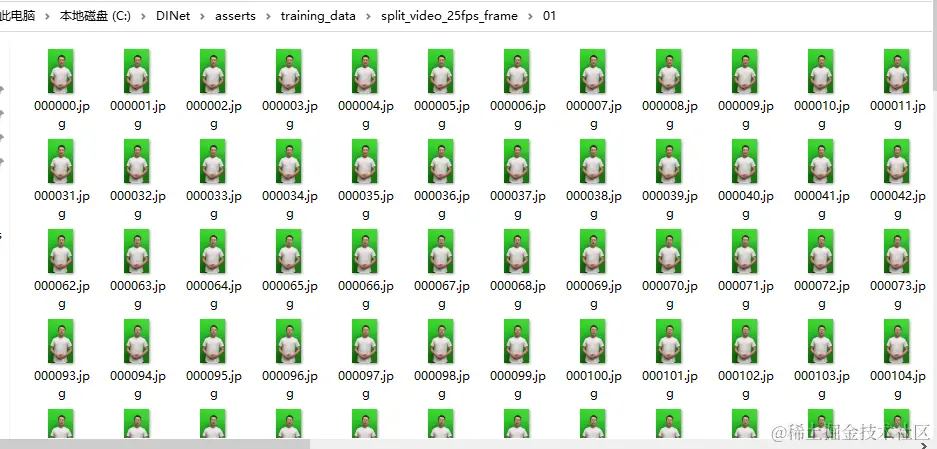 此电脑 > 本地磁盘 (C:) > DINet > asserts > training_data > split_video_25fps_frame > 01
000000.jpg 000001.jpg 000002.jpg 000003.jpg 000004.jpg 000005.jpg 000006.jpg 000007.jpg 000008.jpg 000009.jpg 000010.jpg 000011.jpg
000031.jpg 000032.jpg 000033.jpg 000034.jpg 000035.jpg 000036.jpg 000037.jpg 000038.jpg 000039.jpg 000040.jpg 000041.jpg 000042.jpg
000062.jpg 000063.jpg 000064.jpg 000065.jpg 000066.jpg 000067.jpg 000068.jpg 000069.jpg 000070.jpg 000071.jpg 000072.jpg 000073.jpg
000093.jpg 000094.jpg 000095.jpg 000096.jpg 000097.jpg 000098.jpg 000099.jpg 000100.jpg 000101.jpg 000102.jpg 000103.jpg 000104.jpg
@稀土掘金技术社区